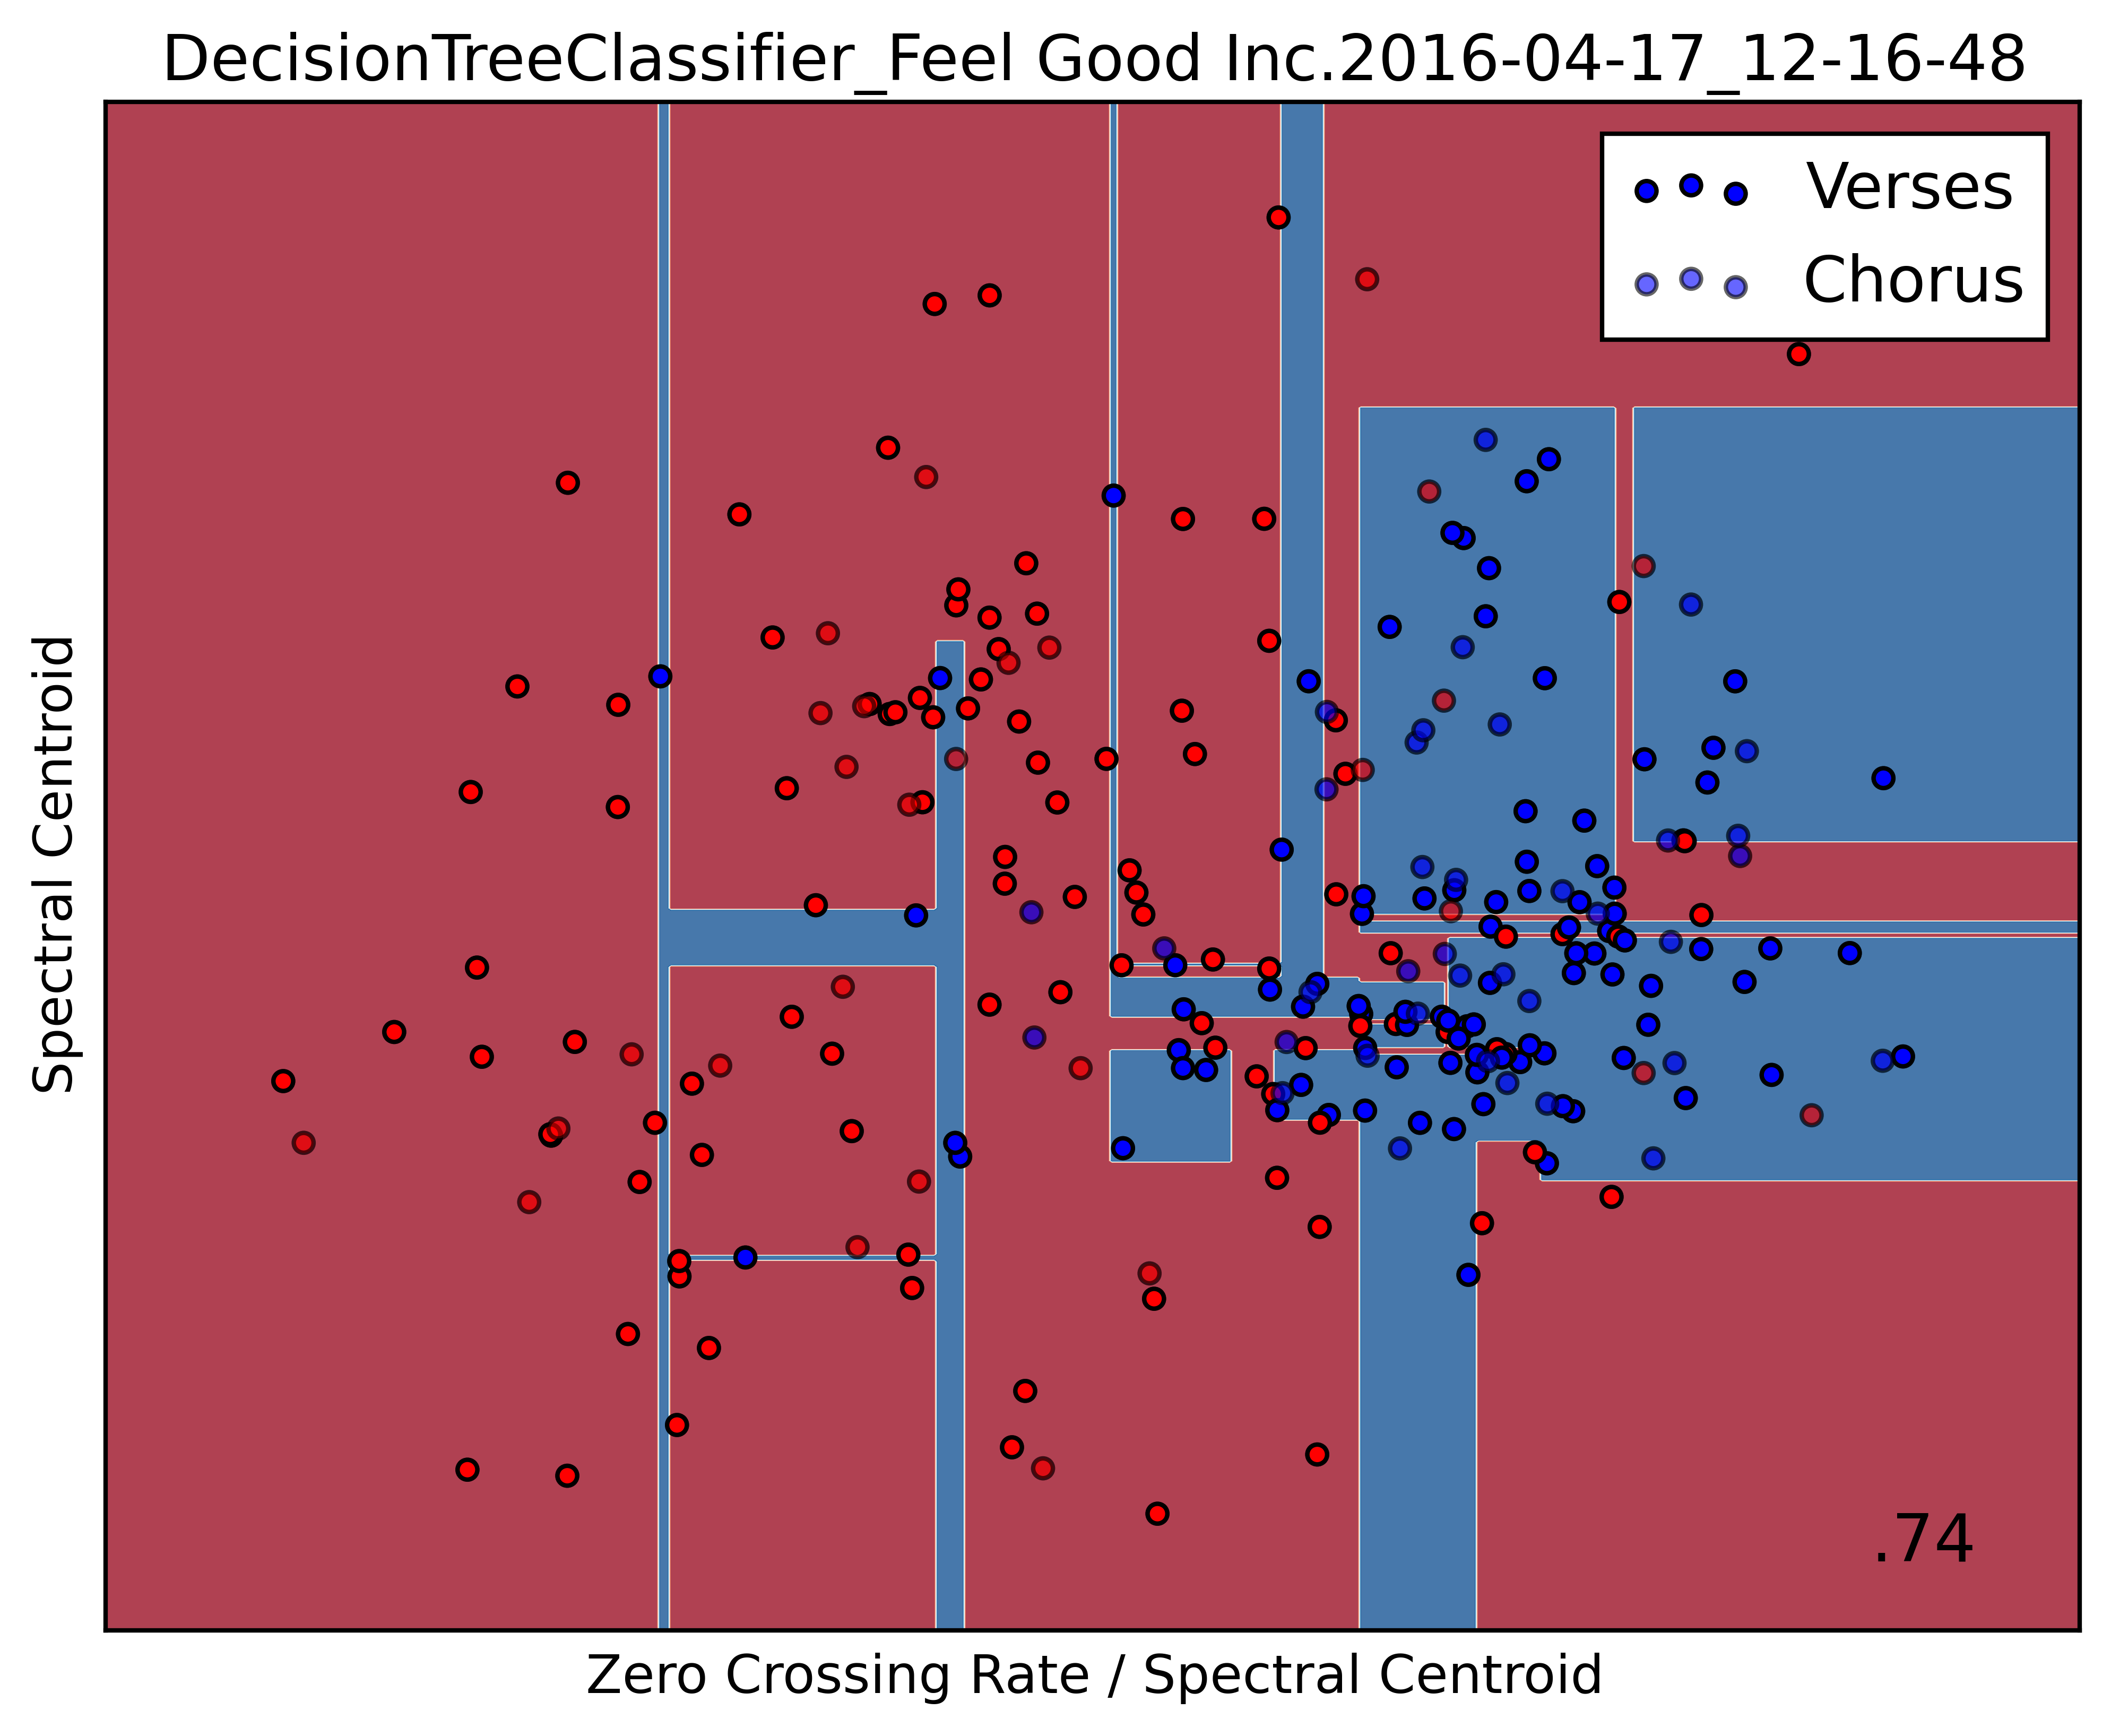 DecisionTreeClassifier_Feel Good Inc.2016-04-17_12-16-48
Verses
Chorus
Spectral Centroid
.74
Zero Crossing Rate / Spectral Centroid